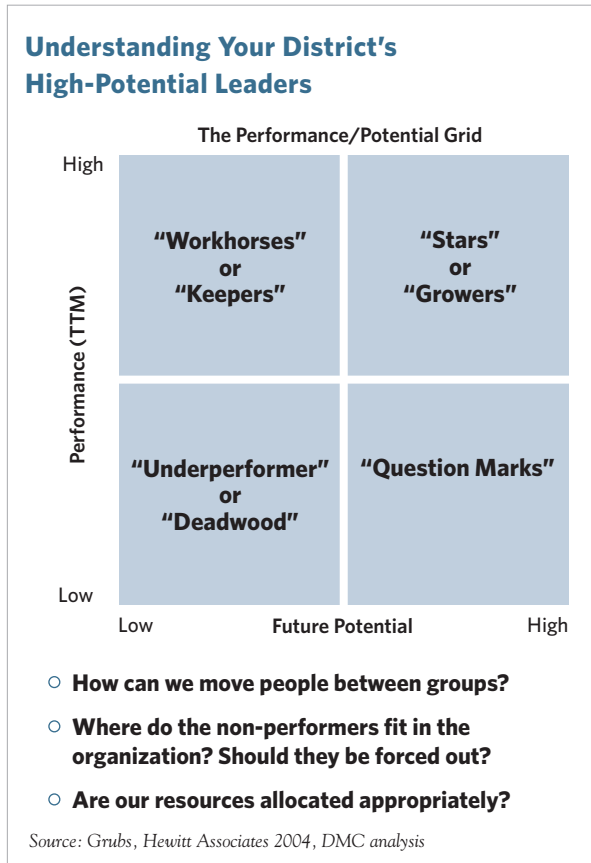 Understanding Your District’s
High-Potential Leaders
The Performance/Potential Grid
High
Performance (TTM)
“Workhorses”
or
“Keepers”
“Stars”
or
“Growers”
“Underperformer”
or
“Deadwood”
“Question Marks”
Low
Low
Future Potential
High
○ How can we move people between groups?
○ Where do the non-performers fit in the
organization? Should they be forced out?
○ Are our resources allocated appropriately?
Source: Grubs, Hewitt Associates 2004, DMC analysis